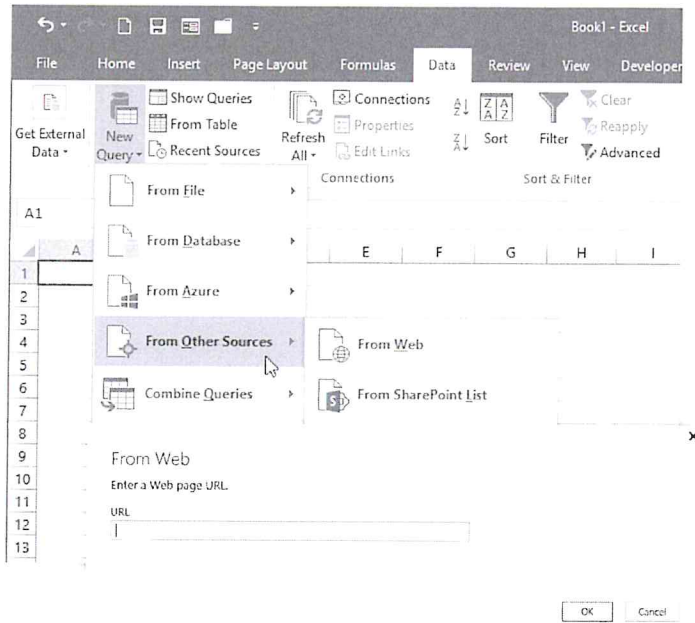 Book1 - Excel
File Home Insert Page Layout Formulas Data Review View Developer
Get External Data
New Query
Show Queries
From Table
Recent Sources
Refresh All
Connections
Properties
Edit Links
Connections
A Z
Z A
Z A A Z
Sort
Filter
Clear
Reapply
Advanced
Sort & Filter
A1
From File
From Database
From Azure
From Other Sources
Combine Queries
From Web
From SharePoint List
S
A E F G H I
1
2
3
4
5
6
7
8
9
10
11
12
13
X
From Web
Enter a Web page URL.
URL
OK Cancel